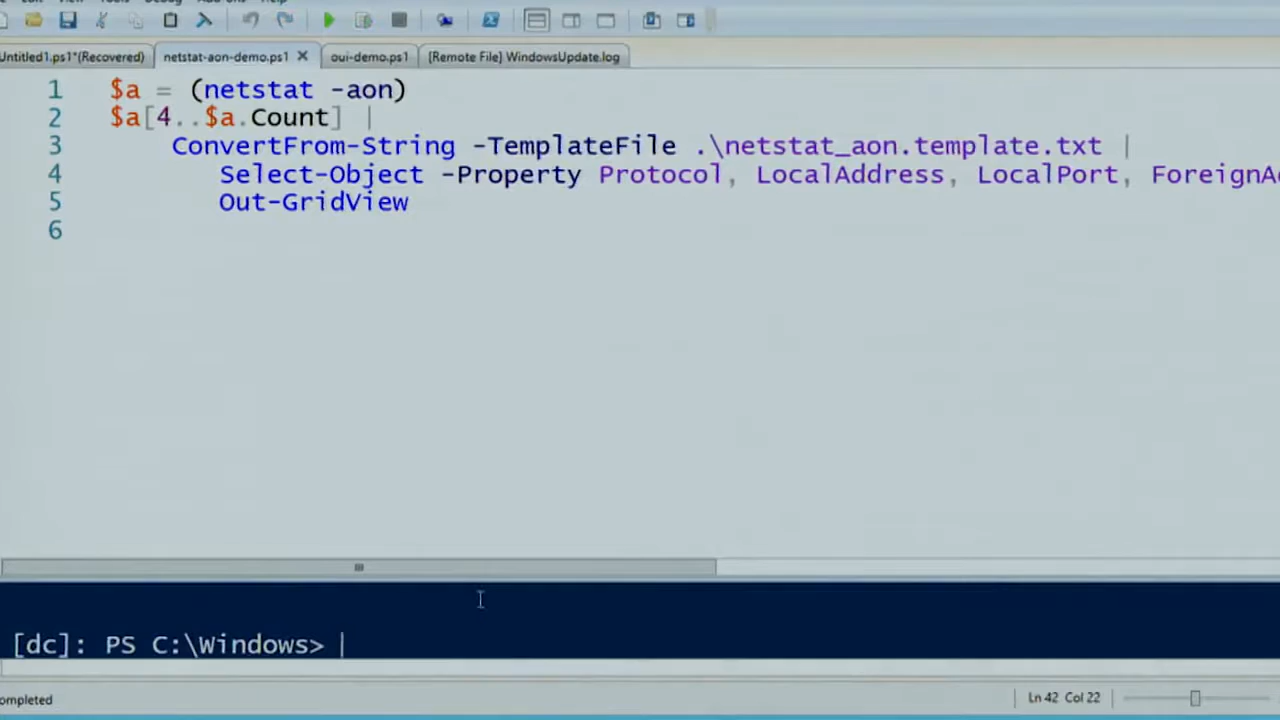 Untitled1.ps1*(Recovered) netstat-aon-demo.ps1 oui-demo.ps1 [Remote File] WindowsUpdate.log
1 $a = (netstat -aon)
2 $a[4..$a.Count] |
3 ConvertFrom-String -TemplateFile .\netstat_aon.template.txt |
4 Select-Object -Property Protocol, LocalAddress, LocalPort, ForeignAd
5 Out-GridView
6
[dc]: PS C:\Windows>
ompleted Ln 42 Col 22